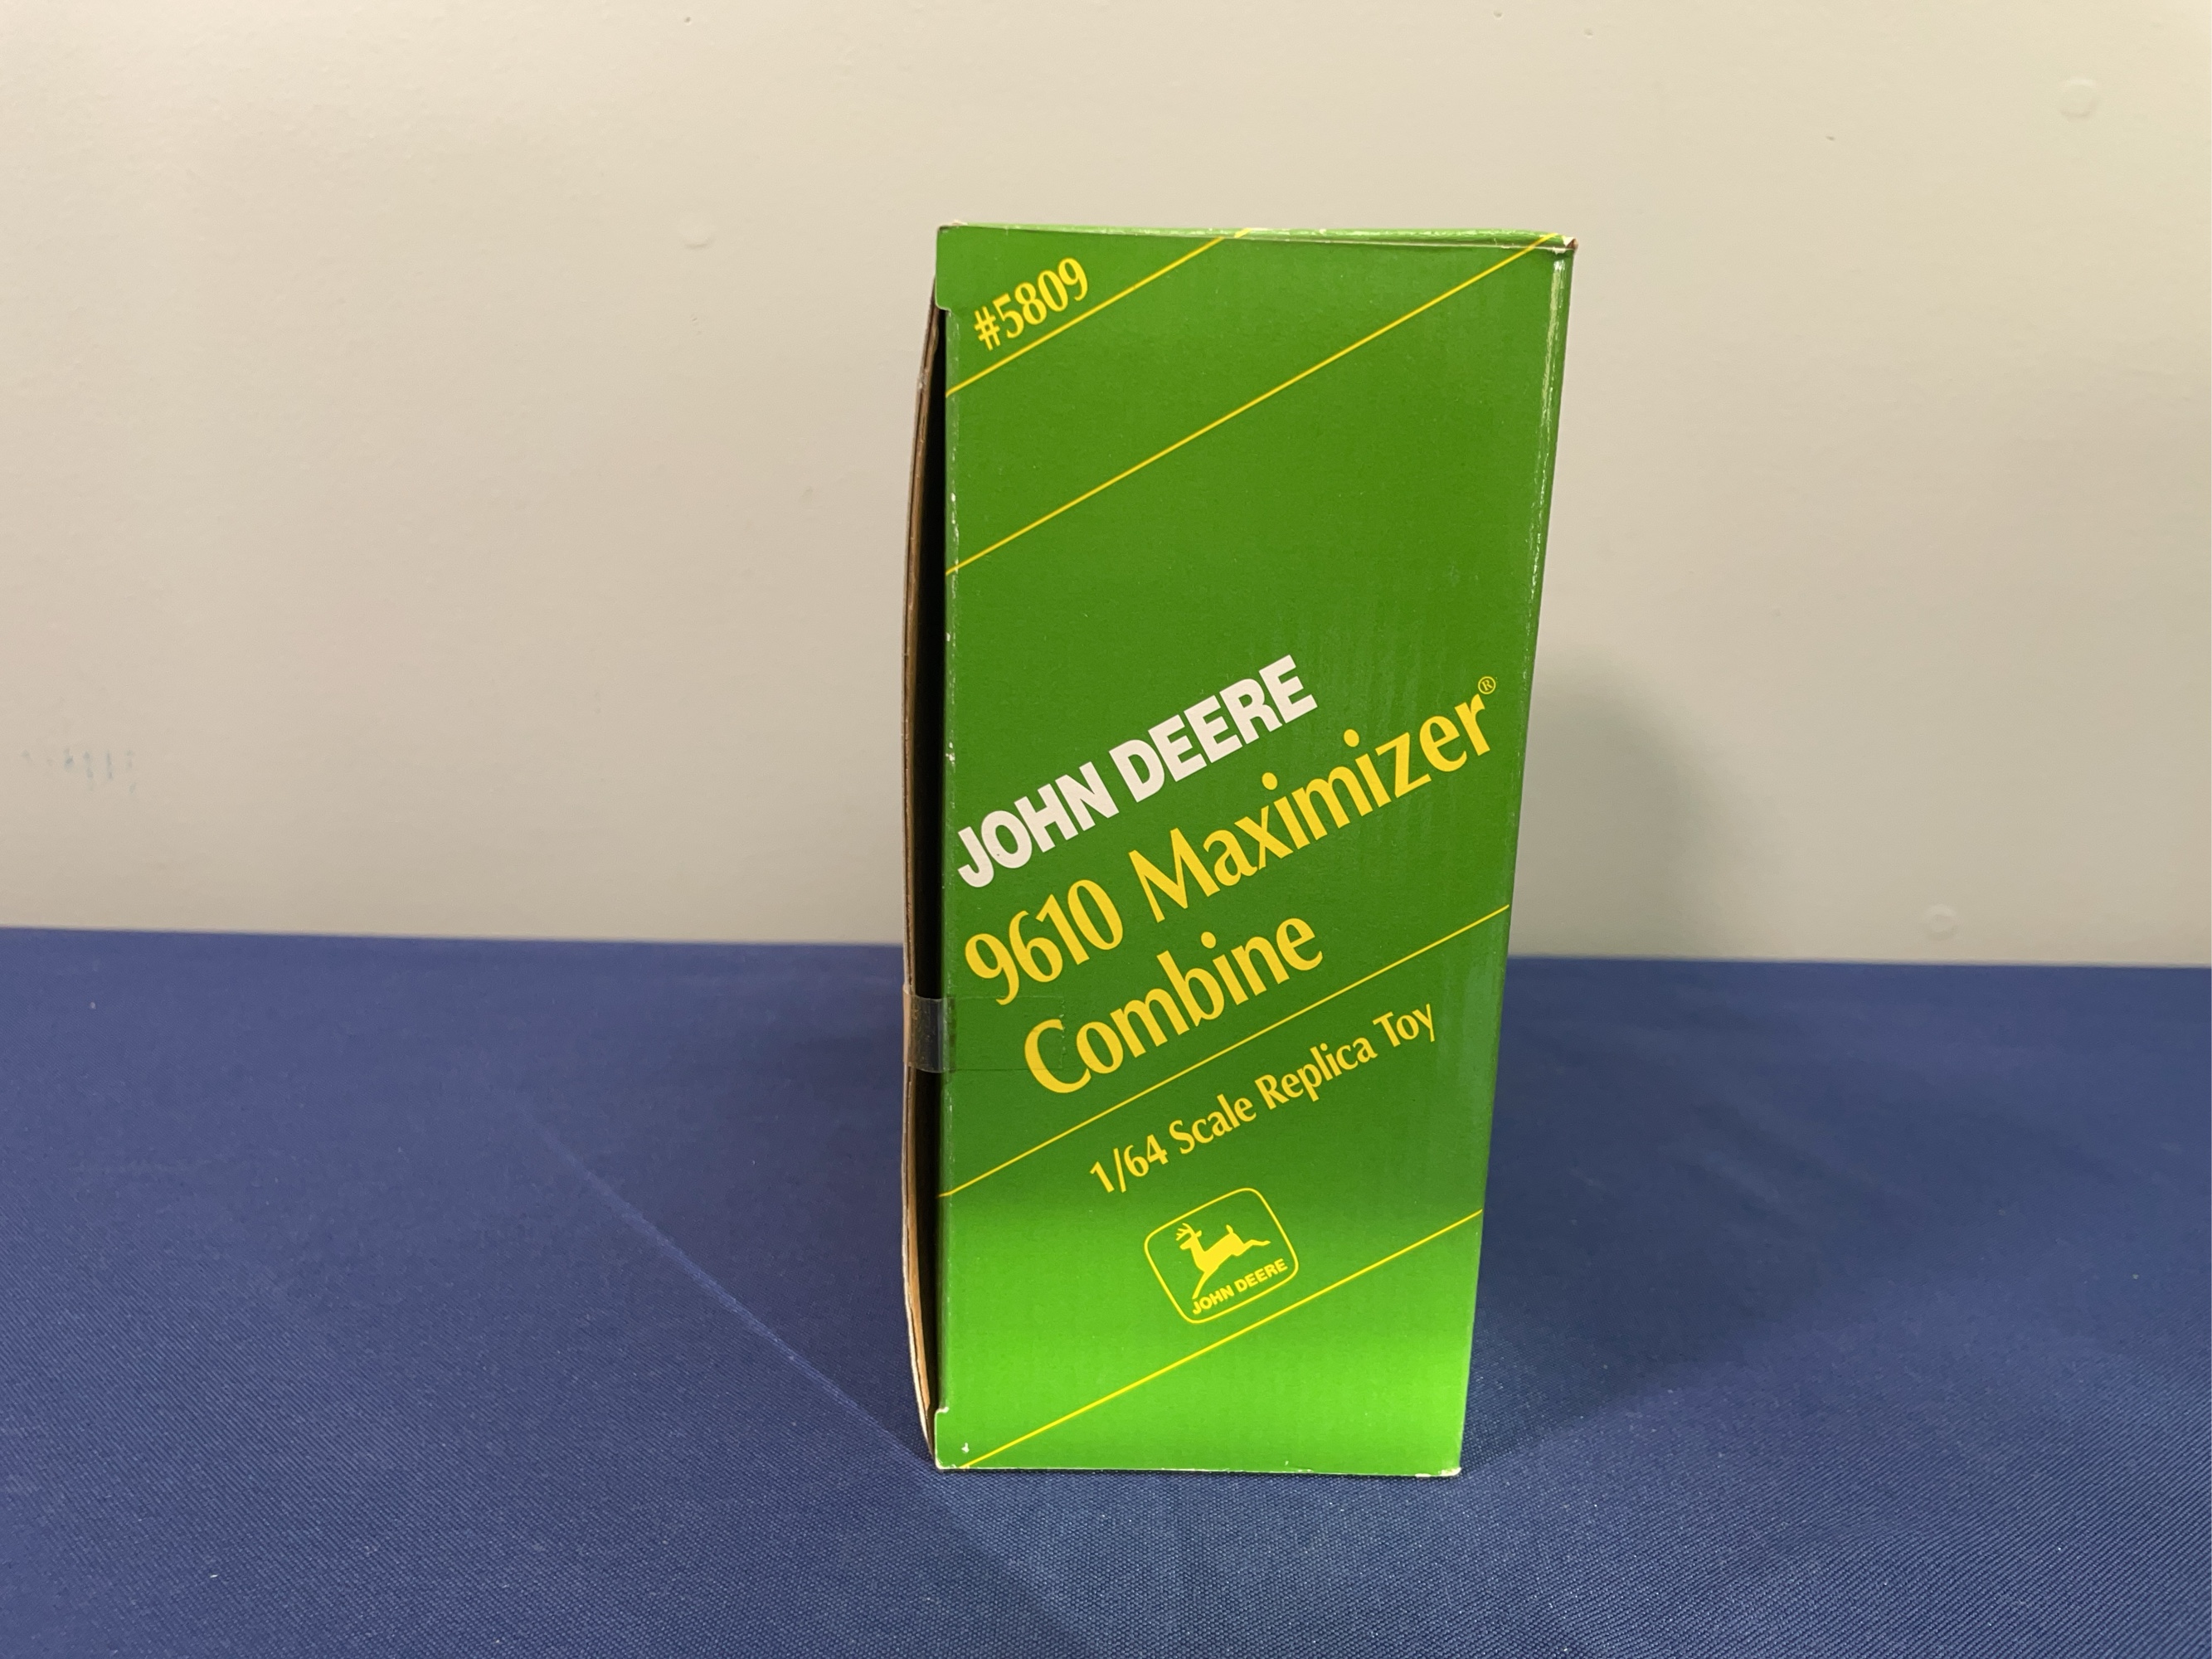 #5809
JOHN DEERE
9610 Maximizer®
Combine
1/64 Scale Replica Toy
JOHN DEERE